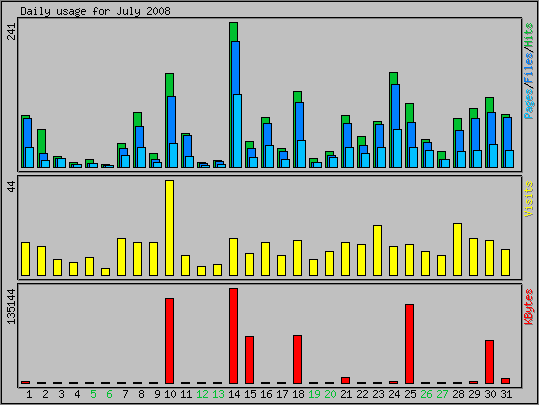 Daily usage for July 2008
241
Pages/Files/Hits
44
Visits
135144
KBytes
1 2 3 4 5 6 7 8 9 10 11 12 13 14 15 16 17 18 19 20 21 22 23 24 25 26 27 28 29 30 31